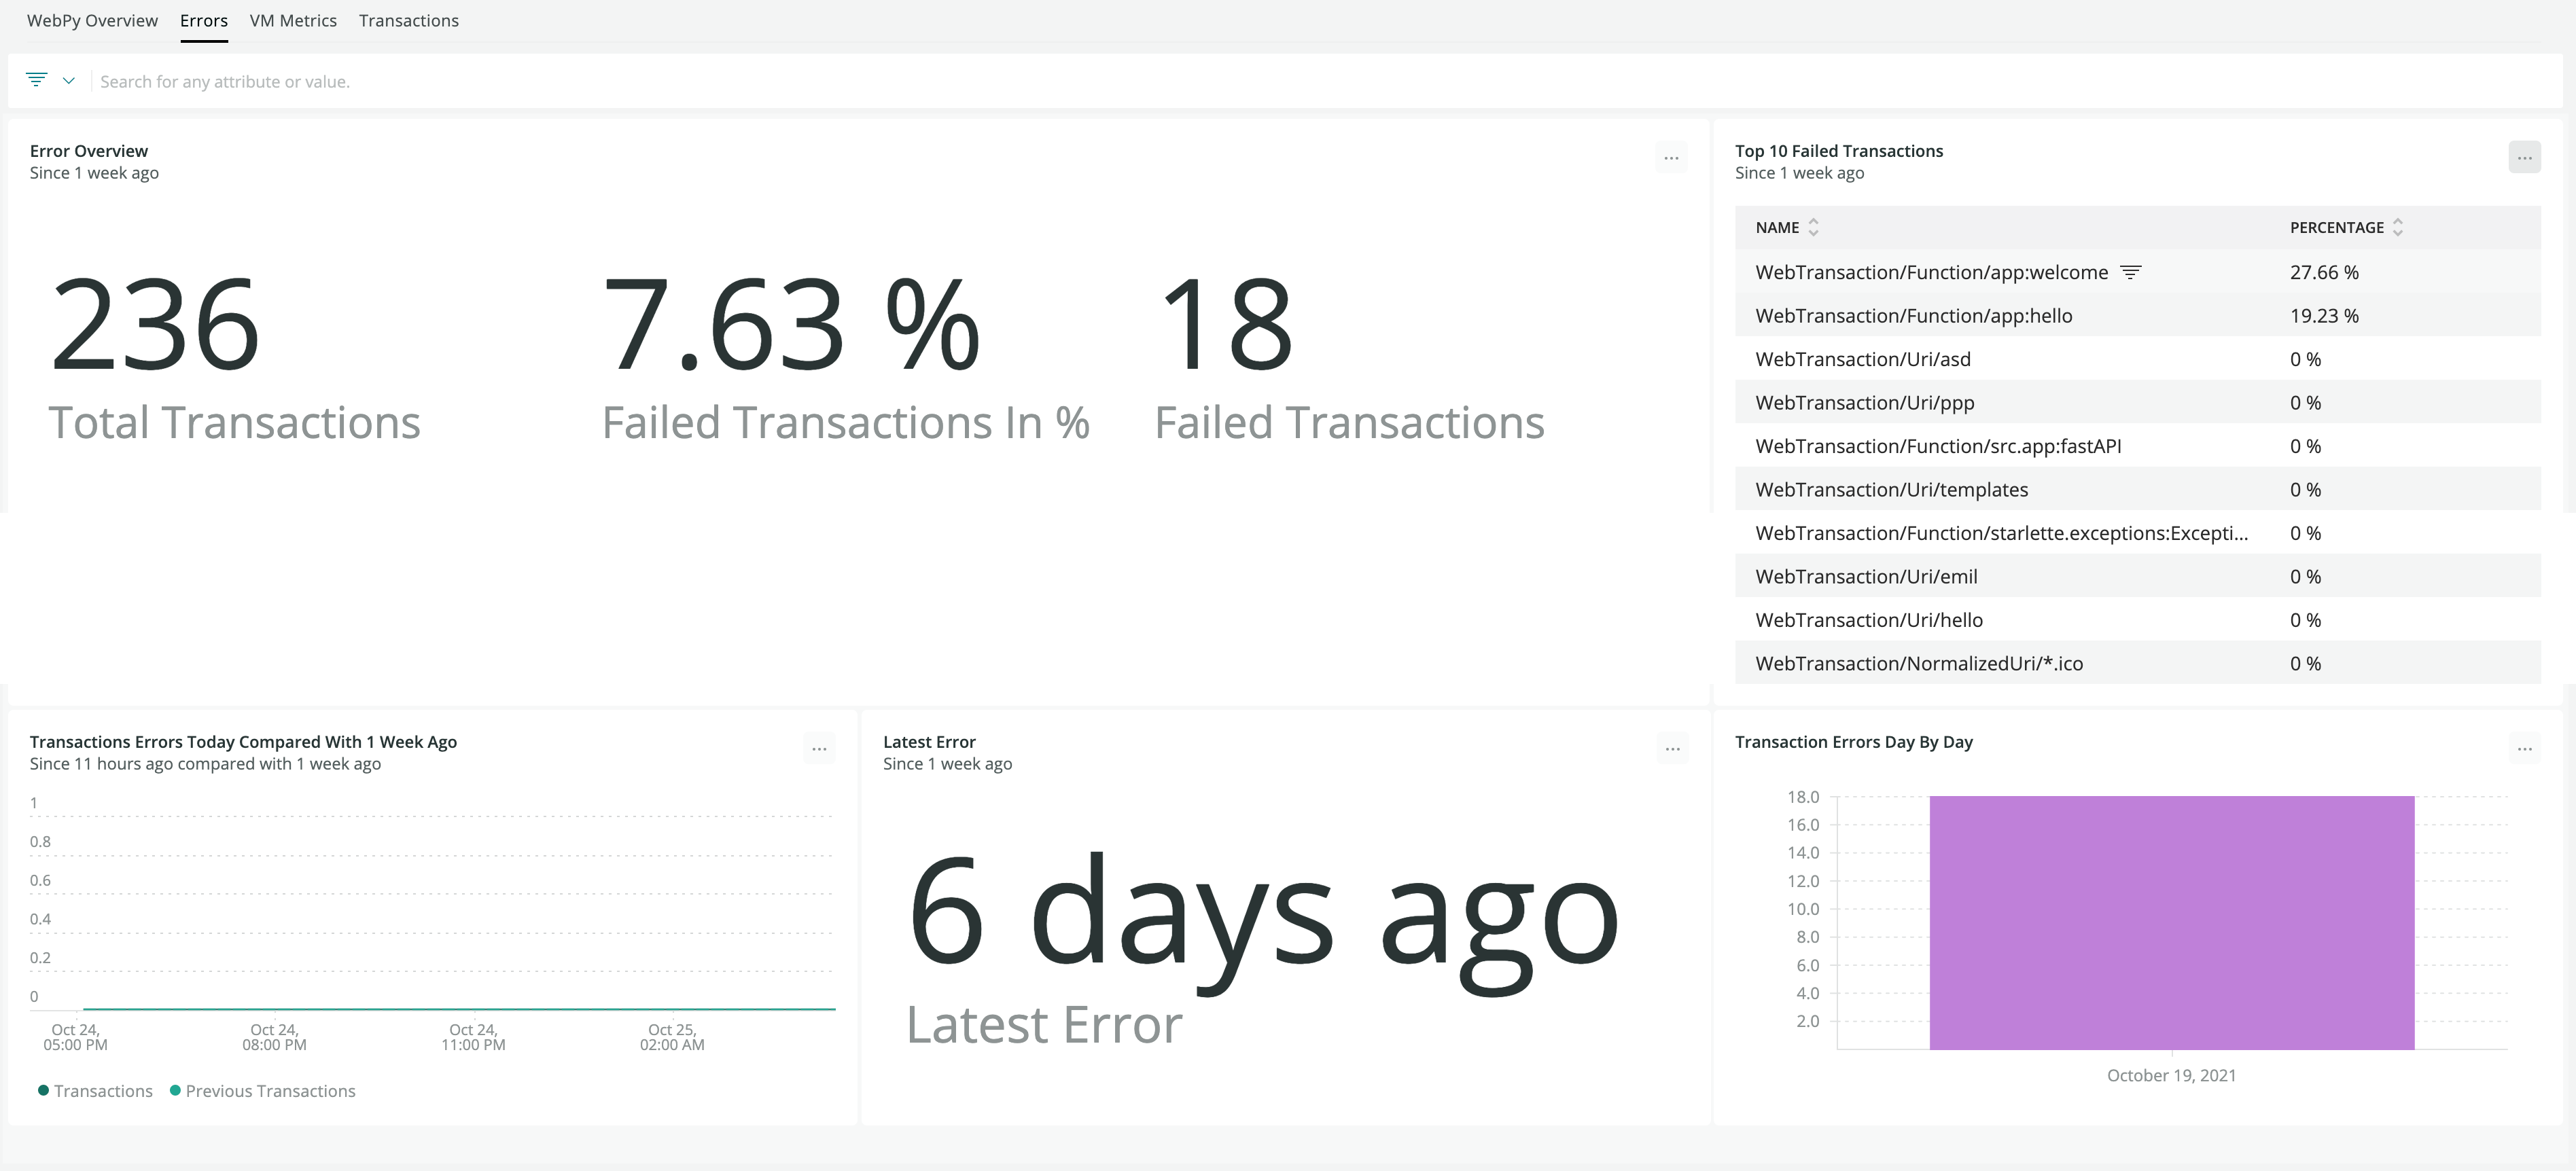 WebPy Overview Errors VM Metrics Transactions
Search for any attribute or value.
Error Overview
Since 1 week ago
236
Total Transactions
7.63 %
Failed Transactions In %
18
Failed Transactions
Top 10 Failed Transactions
Since 1 week ago
NAME PERCENTAGE
WebTransaction/Function/app:welcome 27.66 %
WebTransaction/Function/app:hello 19.23 %
WebTransaction/Uri/asd 0 %
WebTransaction/Uri/ppp 0 %
WebTransaction/Function/src.app:fastAPI 0 %
WebTransaction/Uri/templates 0 %
WebTransaction/Function/starlette.exceptions:Excepti... 0 %
WebTransaction/Uri/emil 0 %
WebTransaction/Uri/hello 0 %
WebTransaction/NormalizedUri/*.ico 0 %
Transactions Errors Today Compared With 1 Week Ago
Since 11 hours ago compared with 1 week ago
1
0.8
0.6
0.4
0.2
0
Oct 24, 05:00 PM
Oct 24, 08:00 PM
Oct 24, 11:00 PM
Oct 25, 02:00 AM
Transactions Previous Transactions
Latest Error
Since 1 week ago
6 days ago
Latest Error
Transaction Errors Day By Day
18.0
16.0
14.0
12.0
10.0
8.0
6.0
4.0
2.0
October 19, 2021